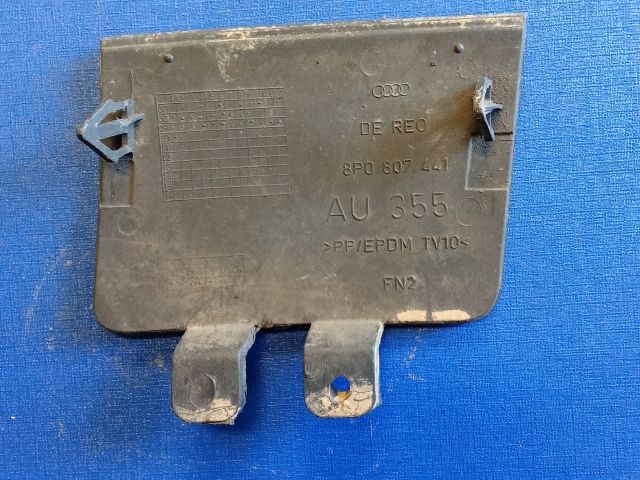 DE REO
8P0 807 441
AU 355
>PP/EPDM TV10<
FN2